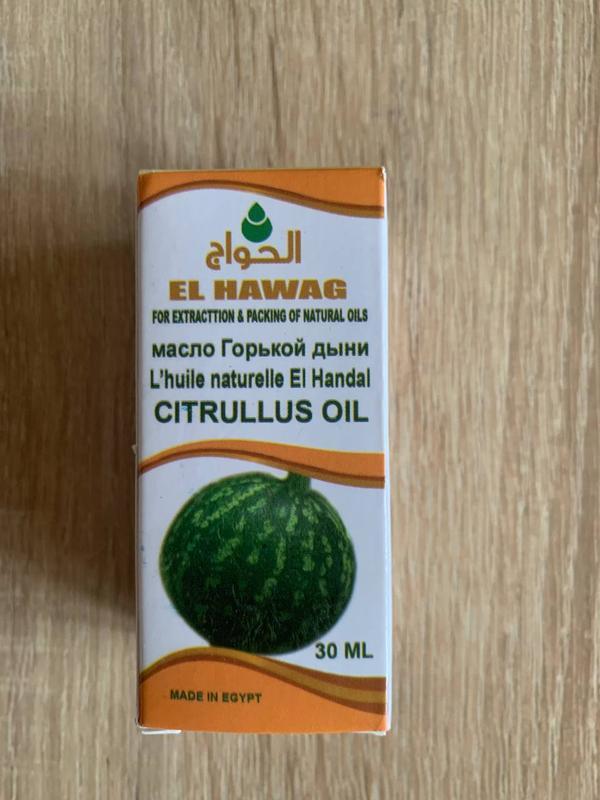 الحواج
EL HAWAG
FOR EXTRACTTION & PACKING OF NATURAL OILS
масло Горькой дыни
L'huile naturelle El Handal
CITRULLUS OIL
30 ML
MADE IN EGYPT